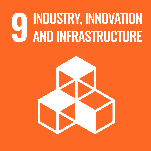 9 INDUSTRY, INNOVATION
AND INFRASTRUCTURE